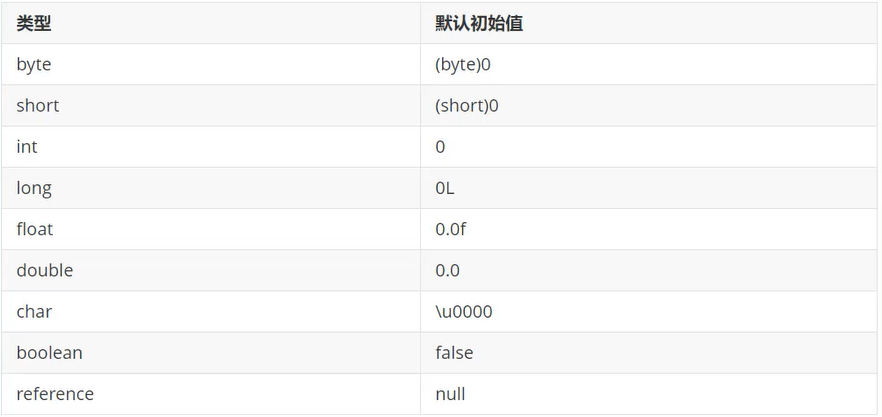 类型 默认初始值
byte (byte)0
short (short)0
int 0
long 0L
float 0.0f
double 0.0
char \u0000
boolean false
reference null